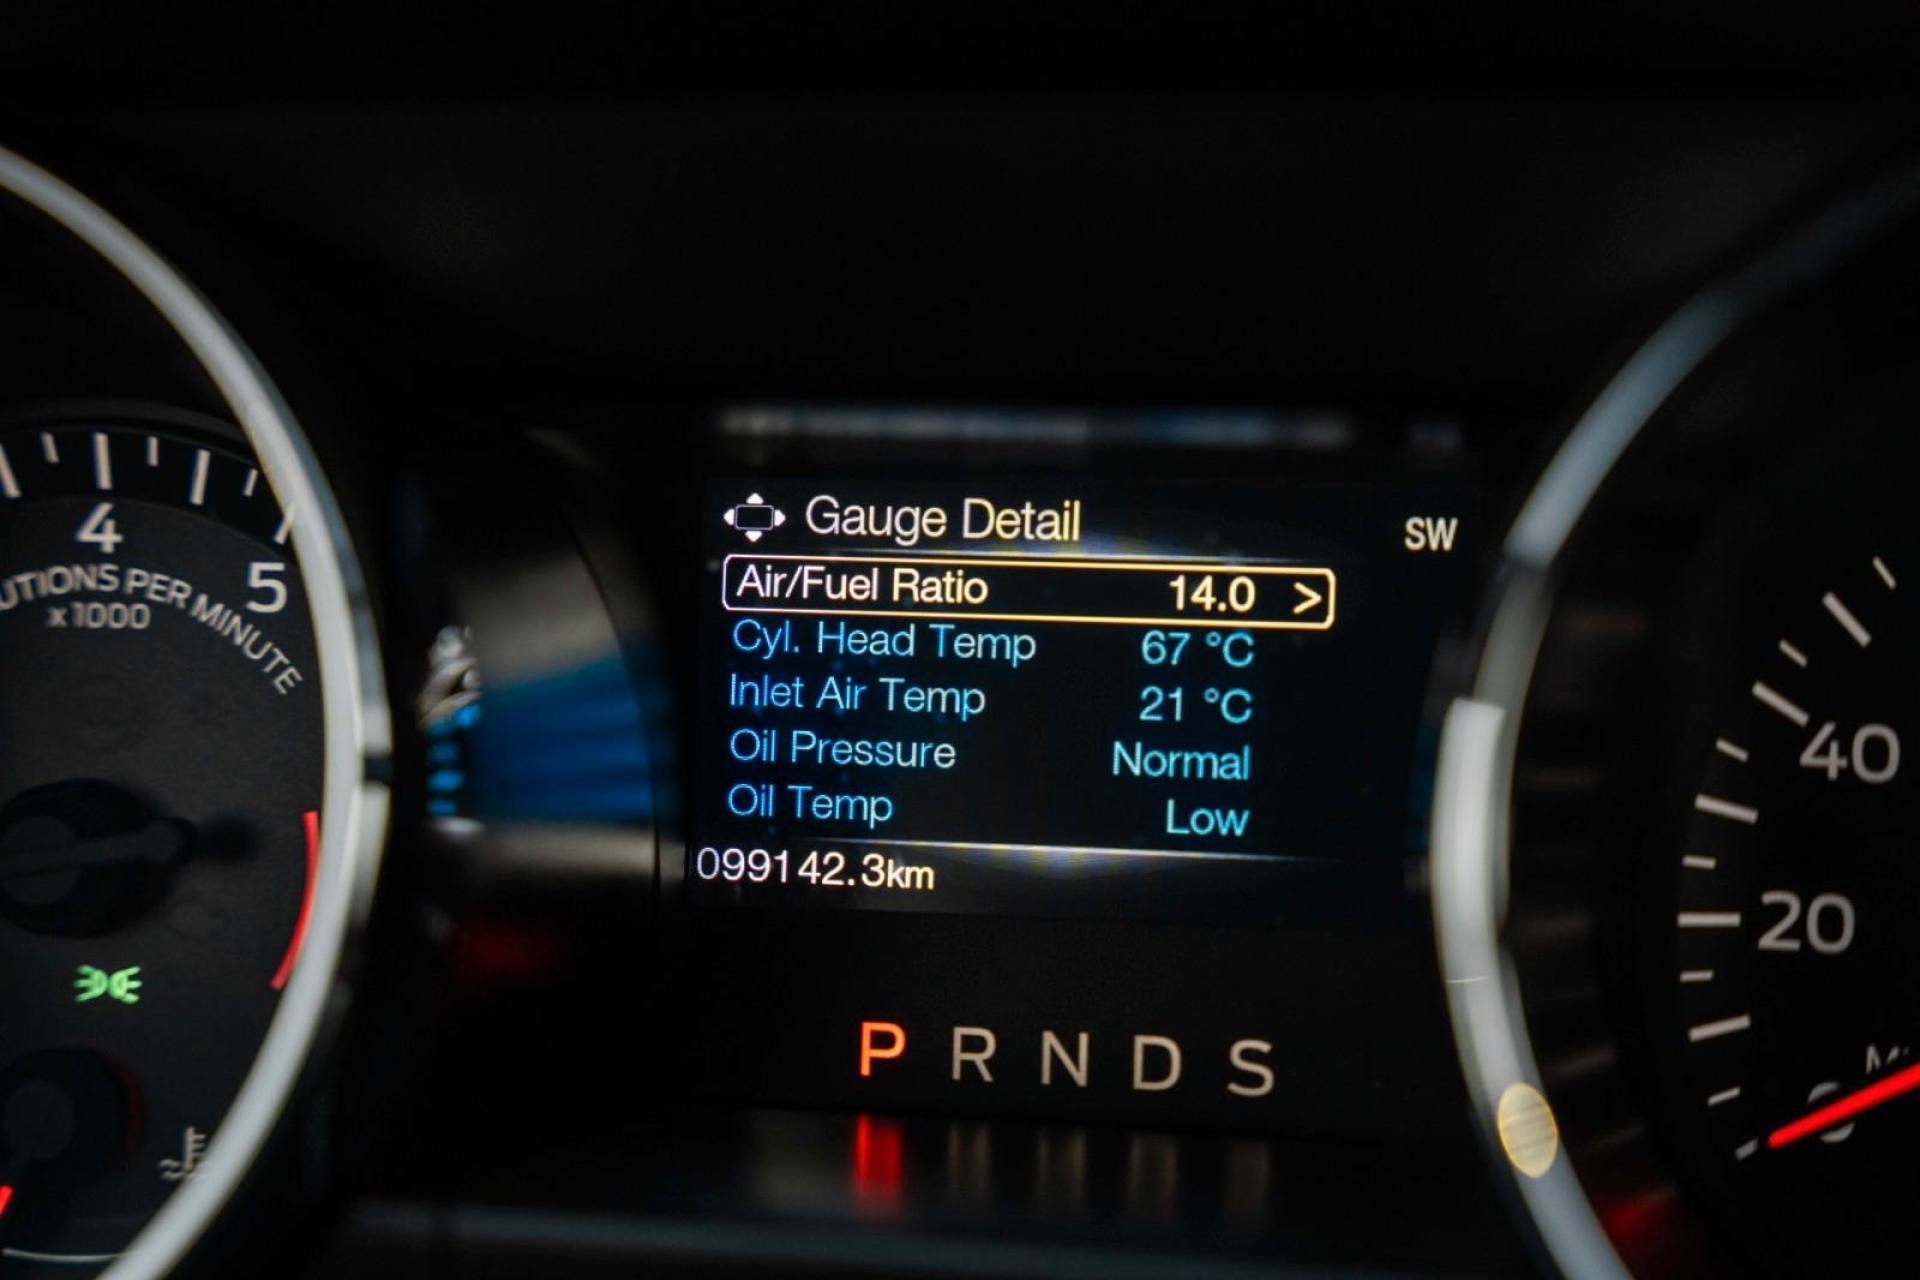 Gauge Detail SW
Air/Fuel Ratio 14.0 >
Cyl. Head Temp 67 °C
Inlet Air Temp 21 °C
Oil Pressure Normal
Oil Temp Low
099142.3km
P R N D S
4
5
PER MINUTE
x1000
40
20